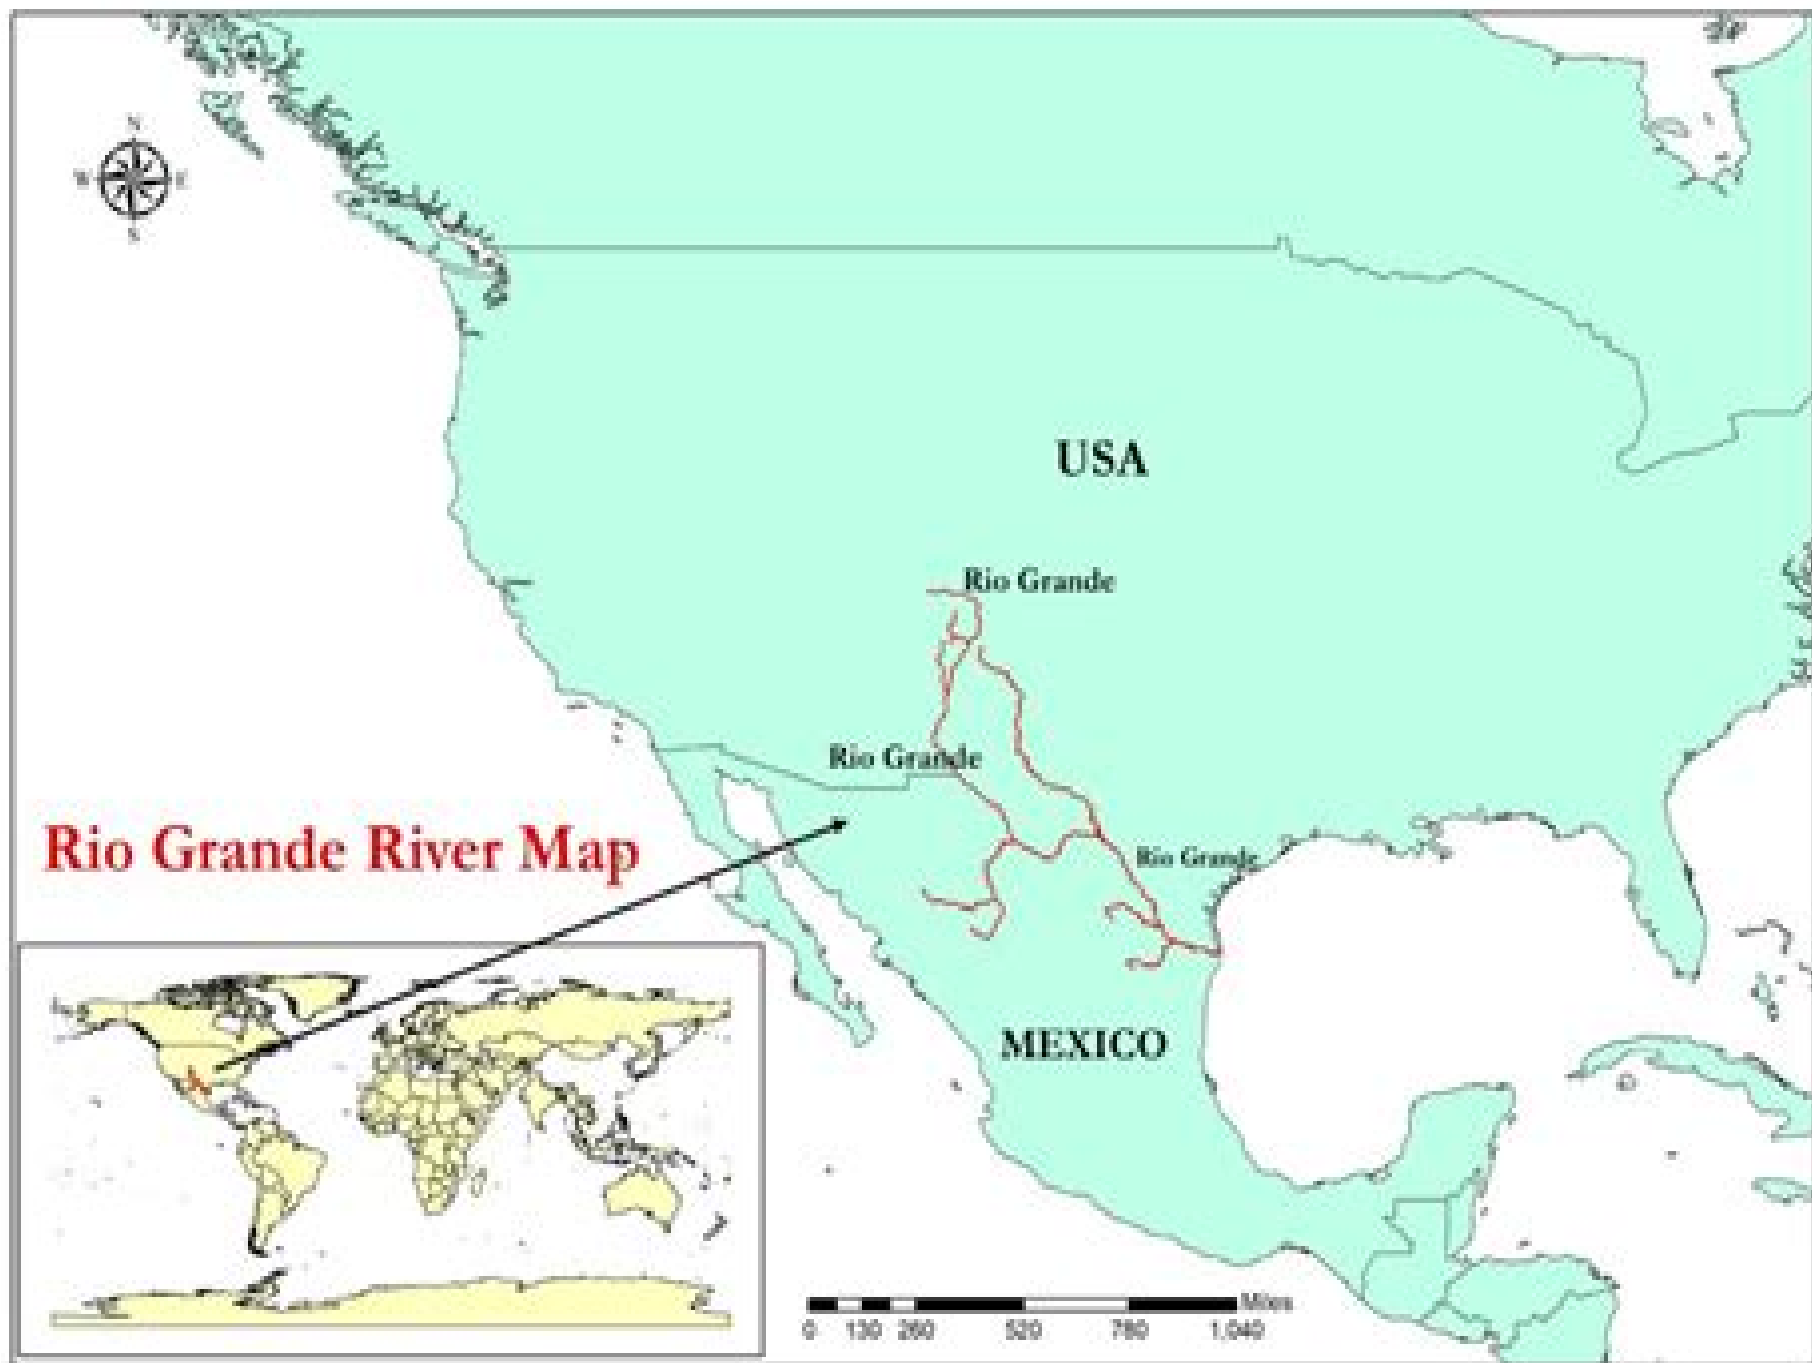 N
W E
S
USA
Rio Grande
Rio Grande
Rio Grande River Map
Rio Grande
MEXICO
Miles
0 130 260 520 780 1,040